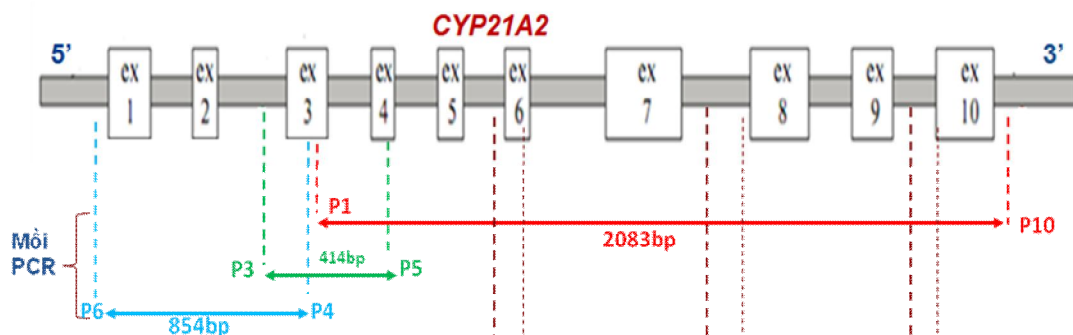 CYP21A2
5’
3’
ex 1
ex 2
ex 3
ex 4
ex 5
ex 6
ex 7
ex 8
ex 9
ex 10
P1
P10
2083bp
Mồi
PCR
P3
414bp
P5
P6
P4
854bp